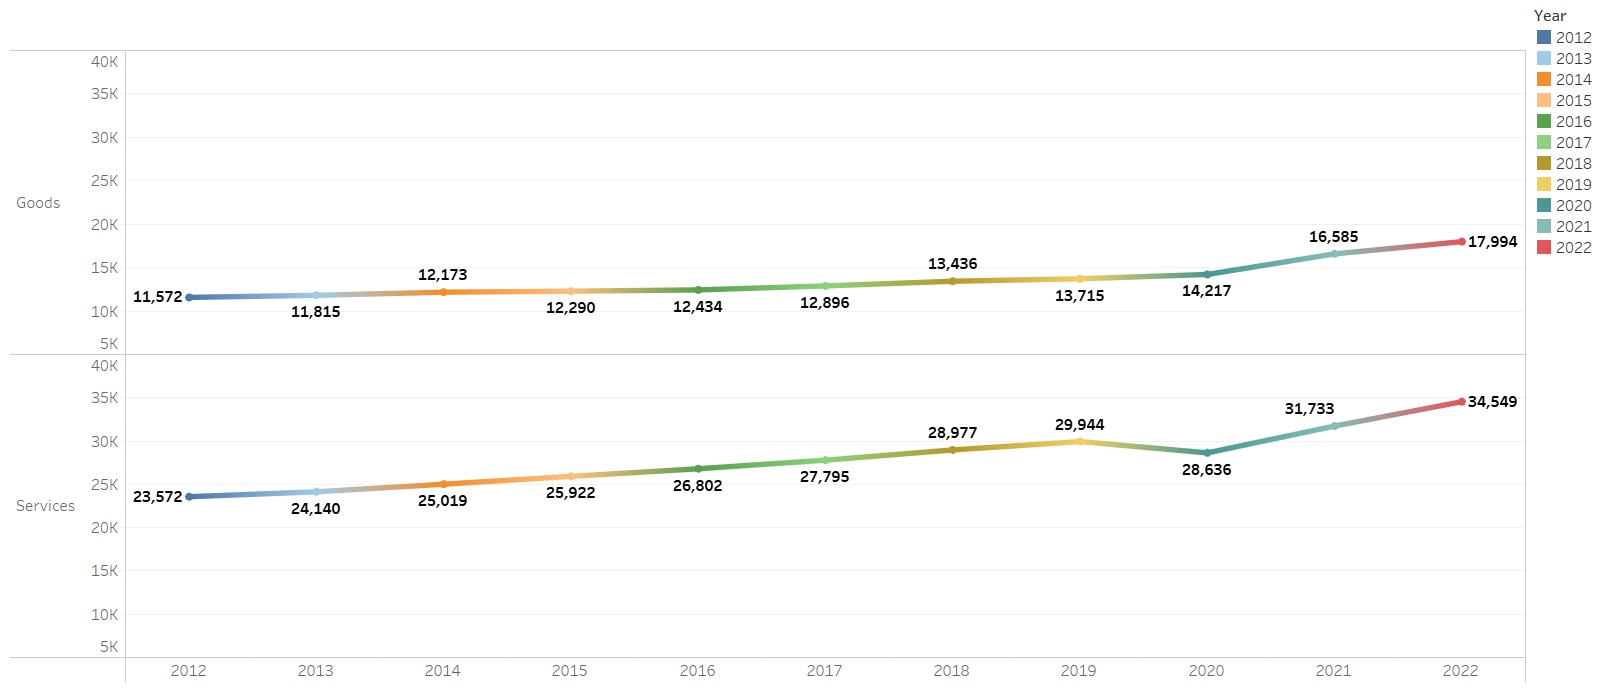 Year
2012
2013
2014
2015
2016
2017
2018
2019
2020
2021
2022
Goods
40K
35K
30K
25K
20K
15K
10K
5K
11,572
11,815
12,173
12,290
12,434
12,896
13,436
13,715
14,217
16,585
17,994
Services
40K
35K
30K
25K
20K
15K
10K
5K
23,572
24,140
25,019
25,922
26,802
27,795
28,977
29,944
28,636
31,733
34,549
2012 2013 2014 2015 2016 2017 2018 2019 2020 2021 2022